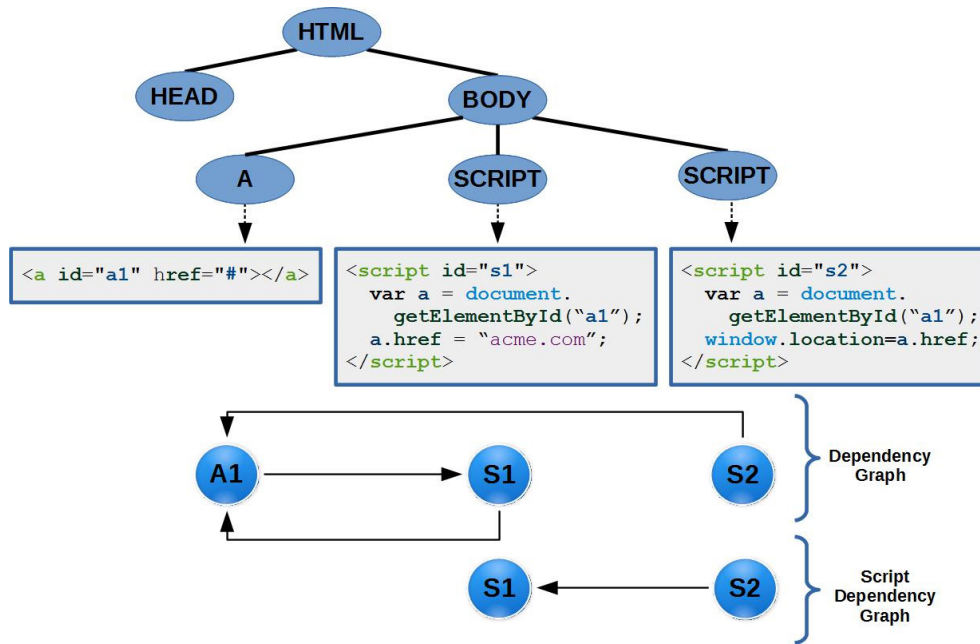 HTML
HEAD
BODY
A
SCRIPT
SCRIPT
<a id="a1" href="#"></a>
<script id="s1">
var a = document.
getElementById(“a1”);
a.href = “acme.com”;
</script>
<script id="s2">
var a = document.
getElementById(“a1”);
window.location=a.href;
</script>
A1
S1
S2
Dependency
Graph
S1
S2
Script
Dependency
Graph